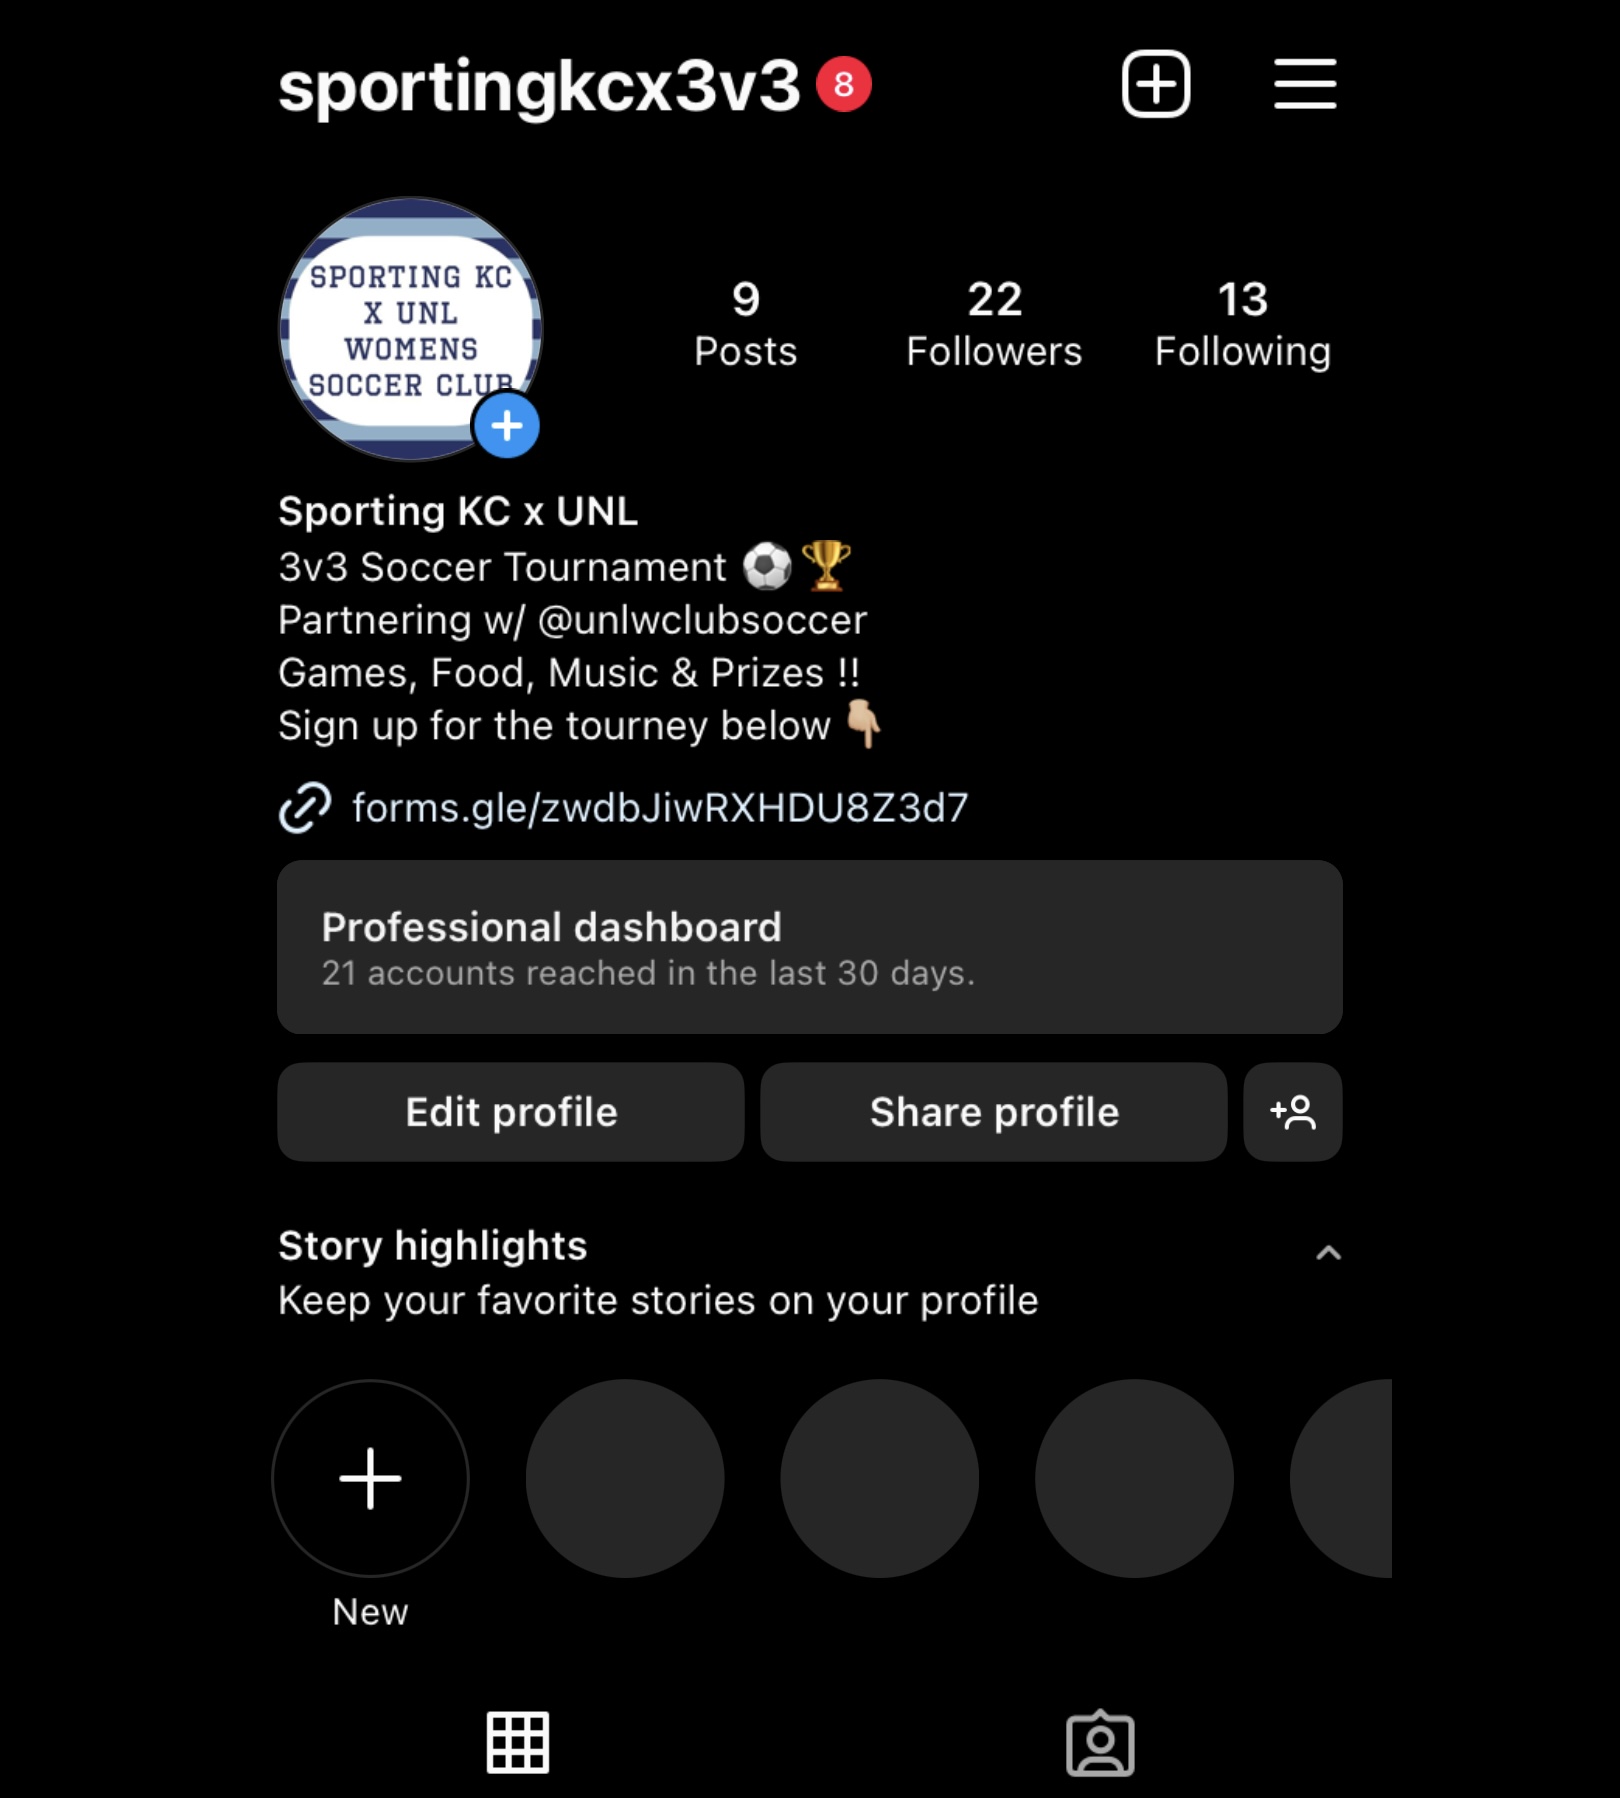 sportingkcx3v3 8
SPORTING KC
X UNL
WOMENS
SOCCER CLUB
9 22 13
Posts Followers Following
Sporting KC x UNL
3v3 Soccer Tournament ⚽🏆
Partnering w/ @unlwclubsoccer
Games, Food, Music & Prizes !!
Sign up for the tourney below 👇🏼
forms.gle/zwdbJiwRXHDU8Z3d7
Professional dashboard
21 accounts reached in the last 30 days.
Edit profile Share profile
Story highlights
Keep your favorite stories on your profile
New